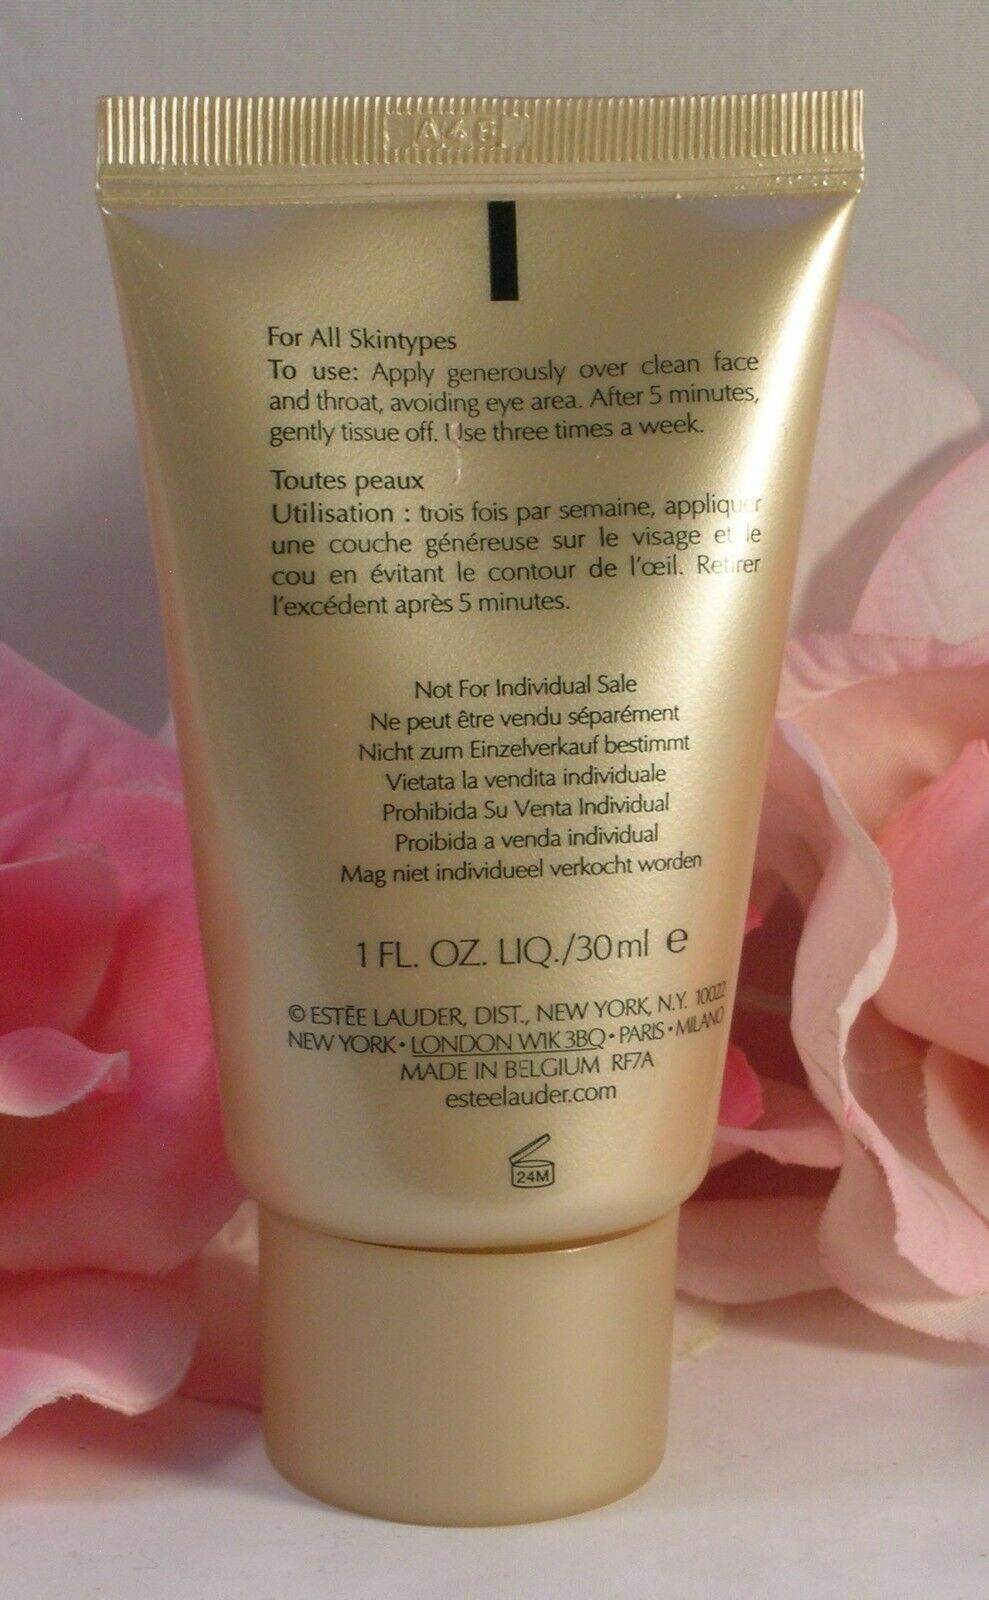 For All Skintypes
To use: Apply generously over clean face
and throat, avoiding eye area. After 5 minutes,
gently tissue off. Use three times a week.
Toutes peaux
Utilisation : trois fois par semaine, appliquer
une couche généreuse sur le visage et le
cou en évitant le contour de l'œil. Retirer
l'excédent après 5 minutes.
Not For Individual Sale
Ne peut être vendu séparément
Nicht zum Einzelverkauf bestimmt
Vietata la vendita individuale
Prohibida Su Venta Individual
Proibida a venda individual
Mag niet individueel verkocht worden
1 FL. OZ. LIQ./30ml e
© ESTĒE LAUDER, DIST., NEW YORK, N.Y. 10022
NEW YORK • LONDON W1K 3BQ • PARIS • MILANO
MADE IN BELGIUM RF7A
esteelauder.com
24M